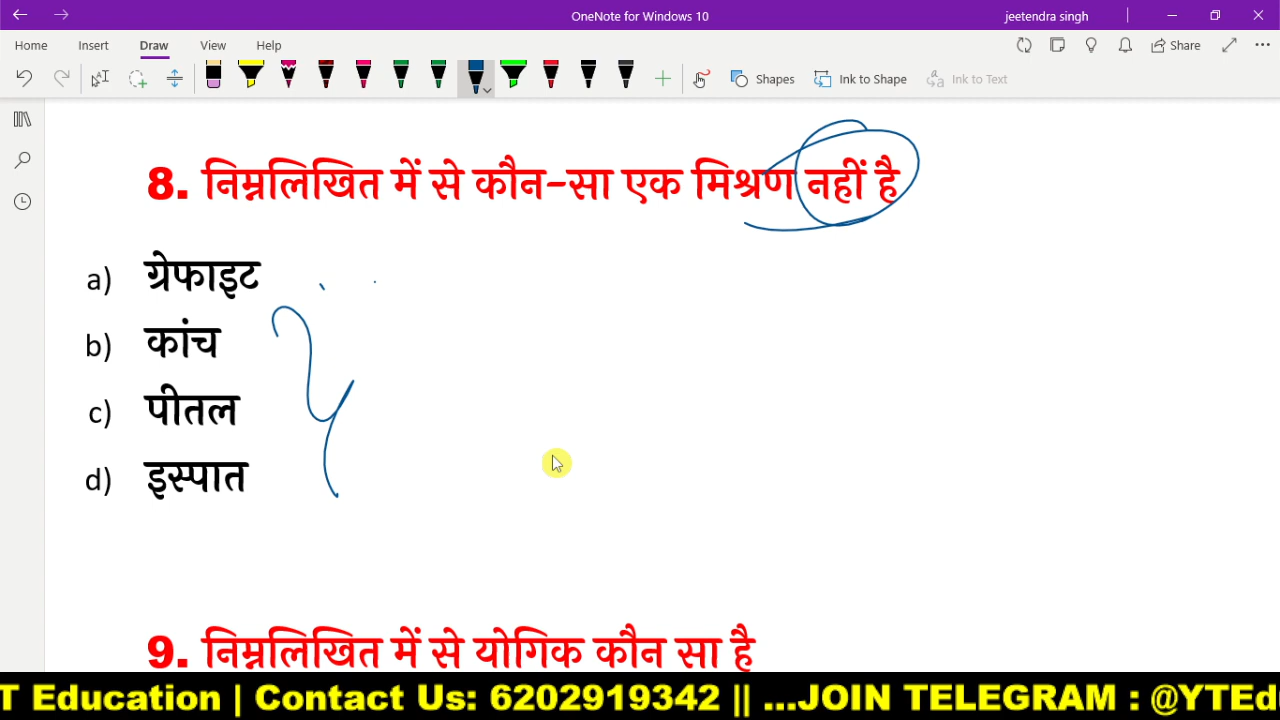 OneNote for Windows 10
jeetendra singh
Home Insert Draw View Help
Share
Shapes Ink to Shape Ink to Text
8. निम्नलिखित में से कौन-सा एक मिश्रण नहीं है
a) ग्रेफाइट
b) कांच
c) पीतल
d) इस्पात
9. निम्नलिखित में से योगिक कौन सा है
T Education | Contact Us: 6202919342 || ...JOIN TELEGRAM : @YTEd